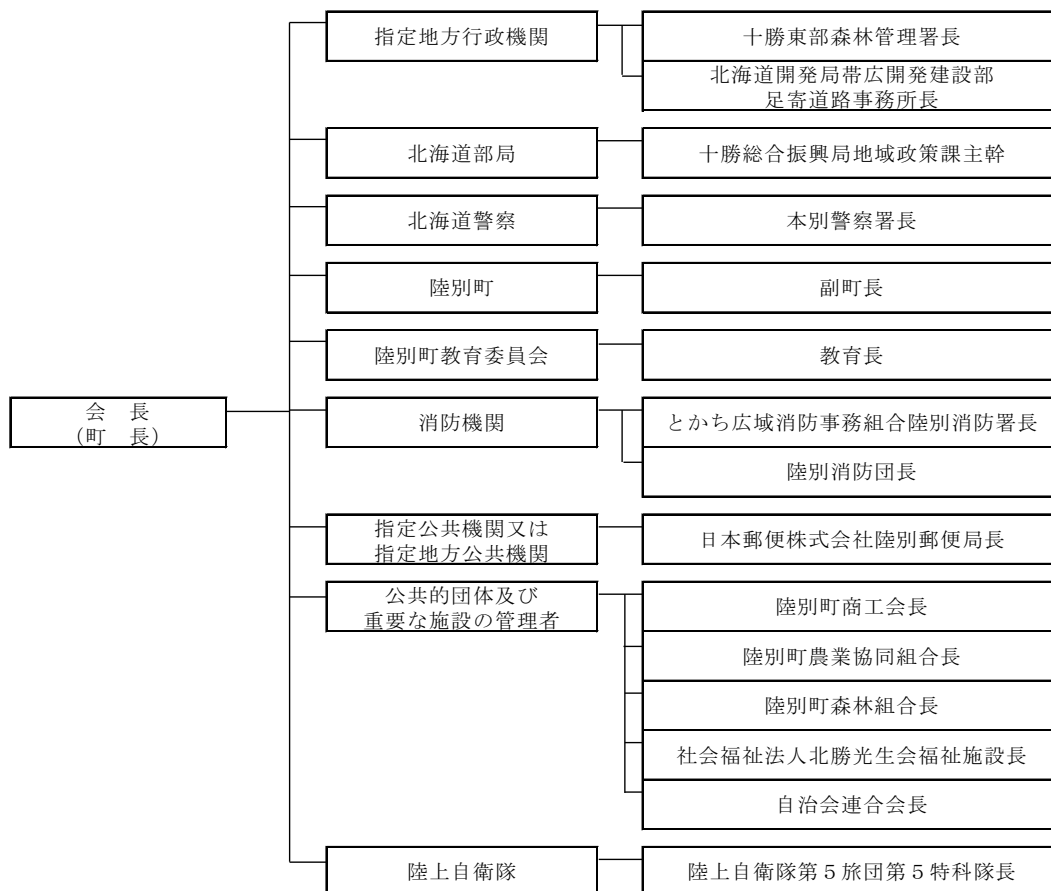 指定地方行政機関
十勝東部森林管理署長
北海道開発局帯広開発建設部
足寄道路事務所長
北海道部局
十勝総合振興局地域政策課主幹
北海道警察
本別警察署長
陸別町
副町長
陸別町教育委員会
教育長
会　長
(町　長)
消防機関
とかち広域消防事務組合陸別消防署長
陸別消防団長
指定公共機関又は
指定地方公共機関
日本郵便株式会社陸別郵便局長
公共的団体及び
重要な施設の管理者
陸別町商工会長
陸別町農業協同組合長
陸別町森林組合長
社会福祉法人北勝光生会福祉施設長
自治会連合会長
陸上自衛隊
陸上自衛隊第５旅団第５特科隊長